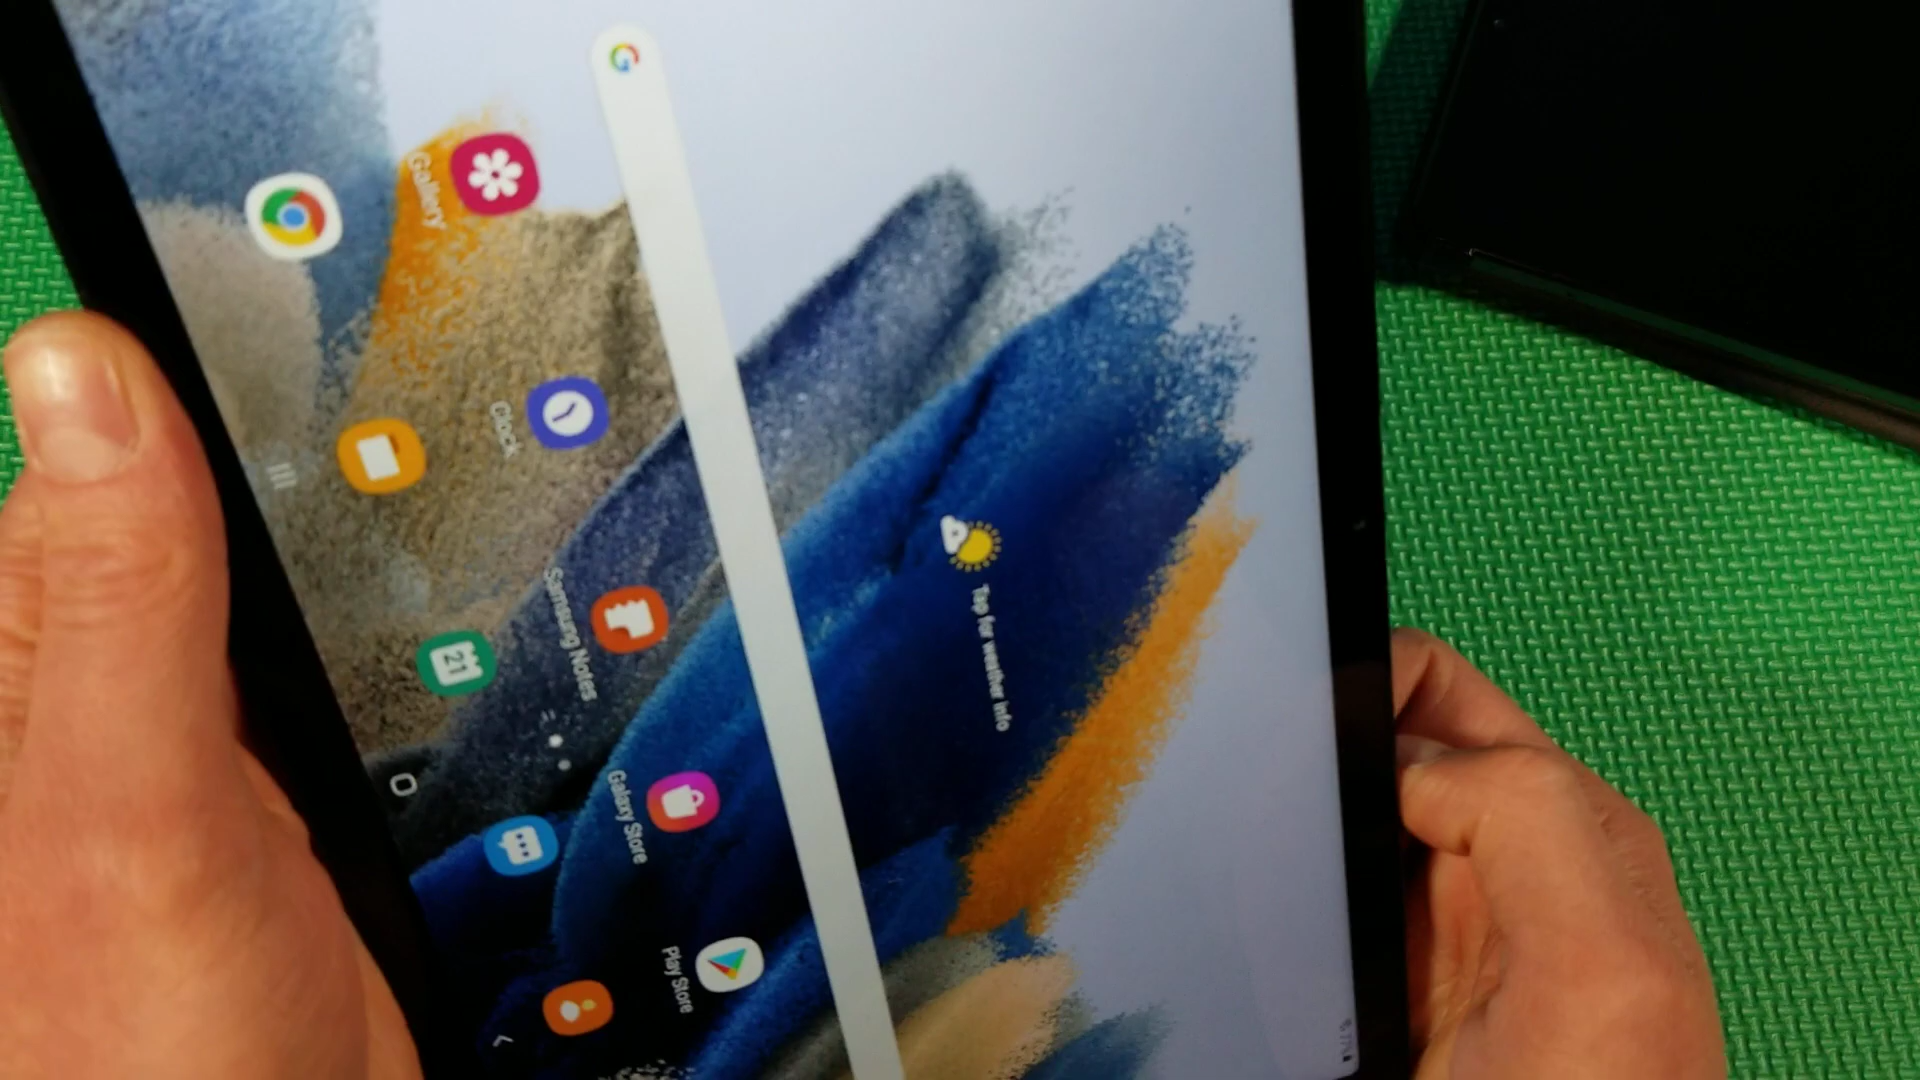 Tap for weather info
Gallery
Clock
Samsung Notes
Galaxy Store
Play Store
21